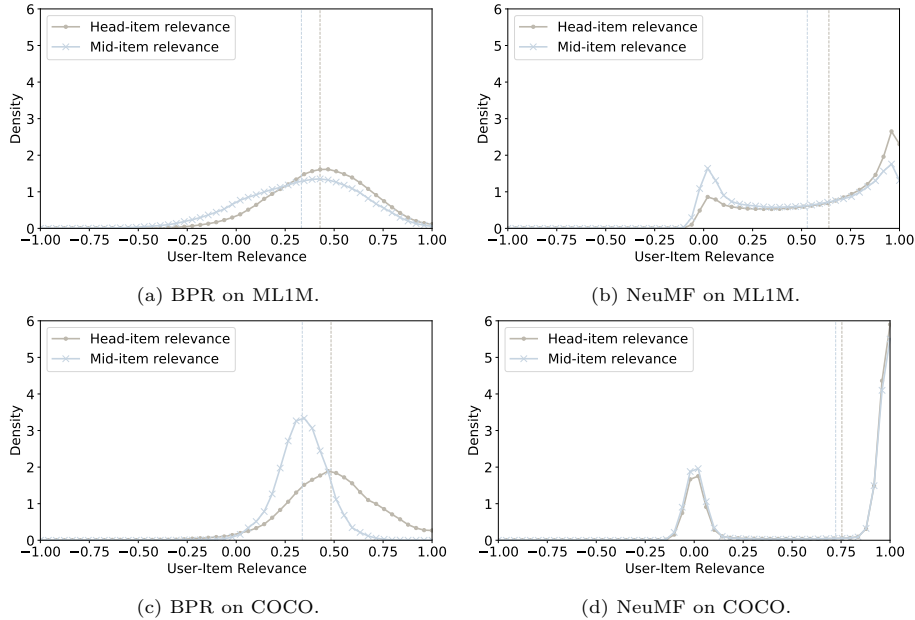 6
5
4
3
2
1
0
Density
Head-item relevance
Mid-item relevance
−1.00 −0.75 −0.50 −0.25 0.00 0.25 0.50 0.75 1.00
User-Item Relevance
(a) BPR on ML1M.
6
5
4
3
2
1
0
Density
Head-item relevance
Mid-item relevance
−1.00 −0.75 −0.50 −0.25 0.00 0.25 0.50 0.75 1.00
User-Item Relevance
(b) NeuMF on ML1M.
6
5
4
3
2
1
0
Density
Head-item relevance
Mid-item relevance
−1.00 −0.75 −0.50 −0.25 0.00 0.25 0.50 0.75 1.00
User-Item Relevance
(c) BPR on COCO.
6
5
4
3
2
1
0
Density
Head-item relevance
Mid-item relevance
−1.00 −0.75 −0.50 −0.25 0.00 0.25 0.50 0.75 1.00
User-Item Relevance
(d) NeuMF on COCO.